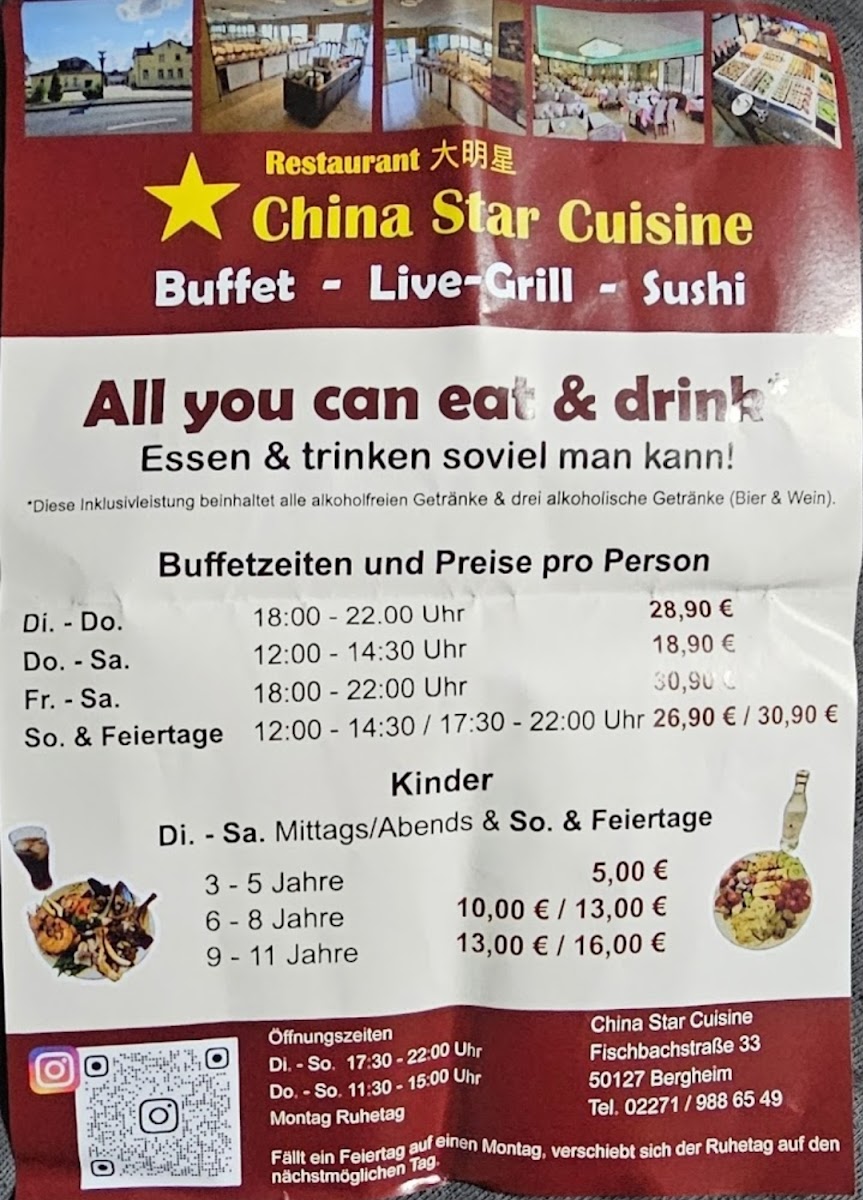 Restaurant 大明星
China Star Cuisine
Buffet - Live-Grill - Sushi
All you can eat & drink*
Essen & trinken soviel man kann!
*Diese Inklusivleistung beinhaltet alle alkoholfreien Getränke & drei alkoholische Getränke (Bier & Wein).
Buffetzeiten und Preise pro Person
Di. - Do. 18:00 - 22.00 Uhr 28,90 €
Do. - Sa. 12:00 - 14:30 Uhr 18,90 €
Fr. - Sa. 18:00 - 22:00 Uhr 30,90 €
So. & Feiertage 12:00 - 14:30 / 17:30 - 22:00 Uhr 26,90 € / 30,90 €
Kinder
Di. - Sa. Mittags/Abends & So. & Feiertage
3 - 5 Jahre 5,00 €
6 - 8 Jahre 10,00 € / 13,00 €
9 - 11 Jahre 13,00 € / 16,00 €
Öffnungszeiten
Di. - So. 17:30 - 22:00 Uhr
Do. - So. 11:30 - 15:00 Uhr
Montag Ruhetag
China Star Cuisine
Fischbachstraße 33
50127 Bergheim
Tel. 02271 / 988 65 49
Fällt ein Feiertag auf einen Montag, verschiebt sich der Ruhetag auf den
nächstmöglichen Tag.